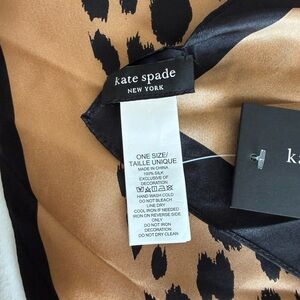 kate spade
NEW YORK
ONE SIZE/
TAILLE UNIQUE
MADE IN CHINA
100% SILK
EXCLUSIVE OF
DECORATION
HAND WASH COLD
DO NOT BLEACH
LINE DRY
COOL IRON IF NEEDED
IRON ON REVERSE SIDE
ONLY
DO NOT IRON
DECORATION
DO NOT DRY CLEAN
ka